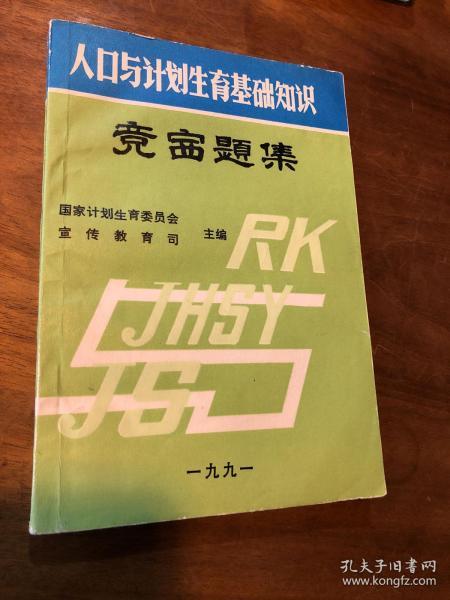 人口与计划生育基础知识
竞赛题集
国家计划生育委员会
宣传教育司 主编
RK
JHSY
JS
一九九一
孔夫子旧书网
www.kongfz.com